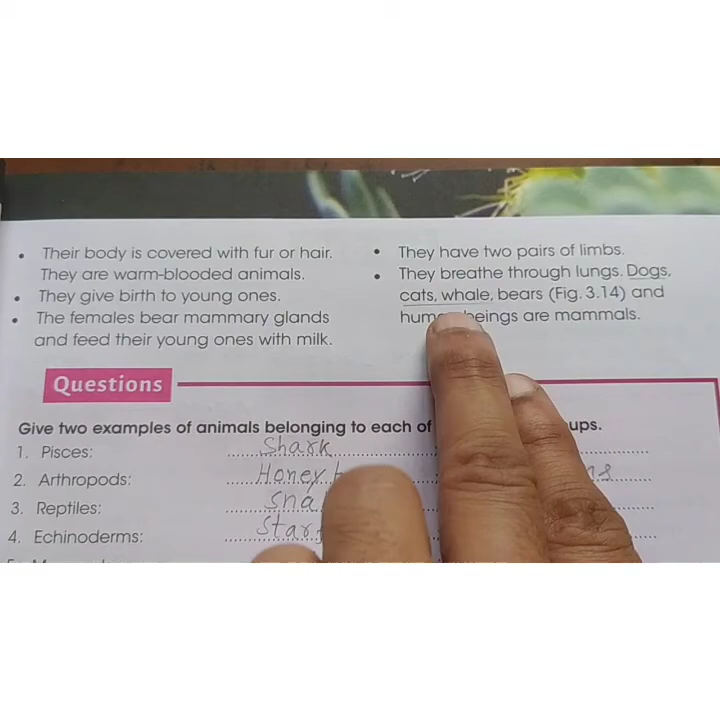 Their body is covered with fur or hair.
They are warm-blooded animals.
They give birth to young ones.
The females bear mammary glands
and feed their young ones with milk.
They have two pairs of limbs.
They breathe through lungs. Dogs,
cats, whale, bears (Fig. 3.14) and
are mammals.
Questions
Give two examples of animals belonging to each of
1. Pisces: Shark
2. Arthropods: Honey
3. Reptiles:
4. Echinoderms: